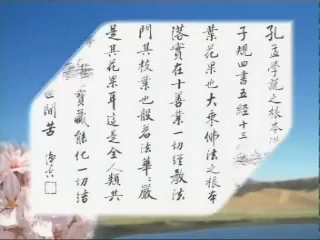 孔孟學說之根本
子規四書五經十三
葉花果也大乘佛法之根本
落實在十善業一切經教法
門其枝葉也般若法華〻嚴
是其花果耳這是全人類共
寶藏能化一切諸
世間苦 淨空